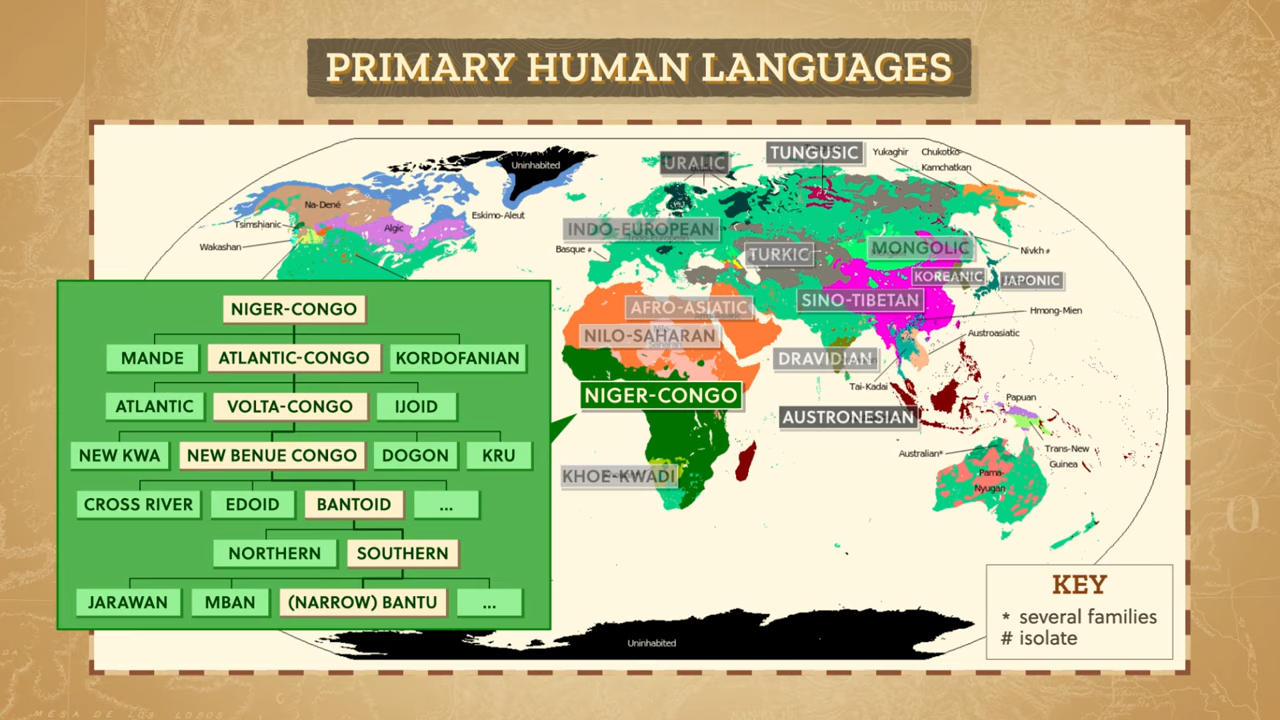 PRIMARY HUMAN LANGUAGES
Uninhabited
URALIC
TUNGUSIC
Yukaghir
Chukotko-
Kamchatkan
Na-Dené
Eskimo-Aleut
Tsimshianic
Algic
Wakashan
INDO-EUROPEAN
Basque #
TURKIC
MONGOLIC
Nivkh #
KOREANIC
JAPONIC
SINO-TIBETAN
AFRO-ASIATIC
Hmong-Mien
NILO-SAHARAN
Austroasiatic
DRAVIDIAN
Tai-Kadai
NIGER-CONGO
AUSTRONESIAN
Papuan
Australian*
Trans-New
Guinea
KHOE-KWADI
Pama-
Nyugan
Uninhabited
NIGER-CONGO
MANDE ATLANTIC-CONGO KORDOFANIAN
ATLANTIC VOLTA-CONGO IJOID
NEW KWA NEW BENUE CONGO DOGON KRU
CROSS RIVER EDOID BANTOID ...
NORTHERN SOUTHERN
JARAWAN MBAN (NARROW) BANTU ...
KEY
* several families
# isolate